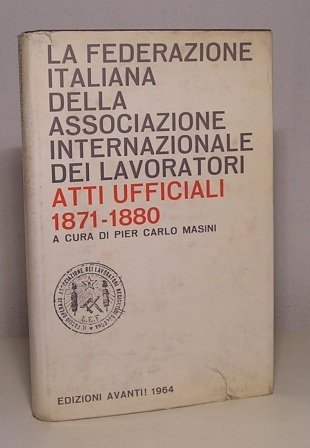 LA FEDERAZIONE
ITALIANA
DELLA
ASSOCIAZIONE
INTERNAZIONALE
DEI LAVORATORI
ATTI UFFICIALI
1871-1880
A CURA DI PIER CARLO MASINI
L.E.F
EDIZIONI AVANTI! 1964